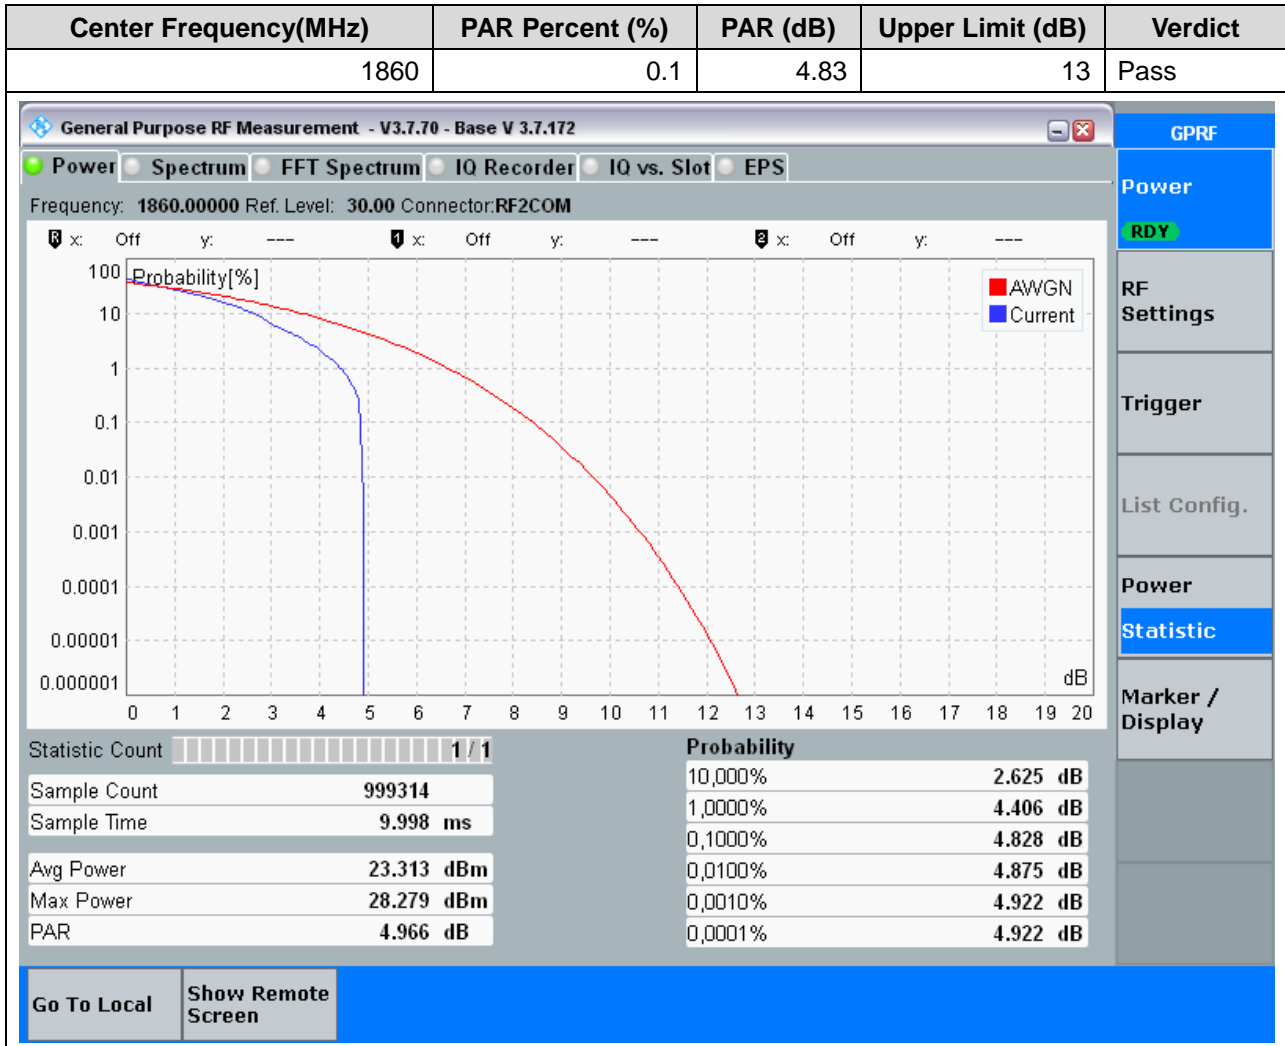 Center Frequency(MHz) PAR Percent (%) PAR (dB) Upper Limit (dB) Verdict
1860 0.1 4.83 13 Pass
General Purpose RF Measurement - V3.7.70 - Base V 3.7.172
GPRF
Power Spectrum FFT Spectrum IQ Recorder IQ vs. Slot EPS
Power
RDY
Frequency: 1860.00000 Ref. Level: 30.00 Connector:RF2COM
R x: Off y: --- 1 x: Off y: --- 2 x: Off y: ---
Probability[%]
AWGN
Current
100
10
1
0.1
0.01
0.001
0.0001
0.00001
0.000001
dB
0 1 2 3 4 5 6 7 8 9 10 11 12 13 14 15 16 17 18 19 20
RF
Settings
Trigger
List Config.
Power
Statistic
Marker /
Display
Statistic Count 1 / 1
Sample Count 999314
Sample Time 9.998 ms
Avg Power 23.313 dBm
Max Power 28.279 dBm
PAR 4.966 dB
Probability
10,000% 2.625 dB
1,0000% 4.406 dB
0,1000% 4.828 dB
0,0100% 4.875 dB
0,0010% 4.922 dB
0,0001% 4.922 dB
Go To Local
Show Remote
Screen